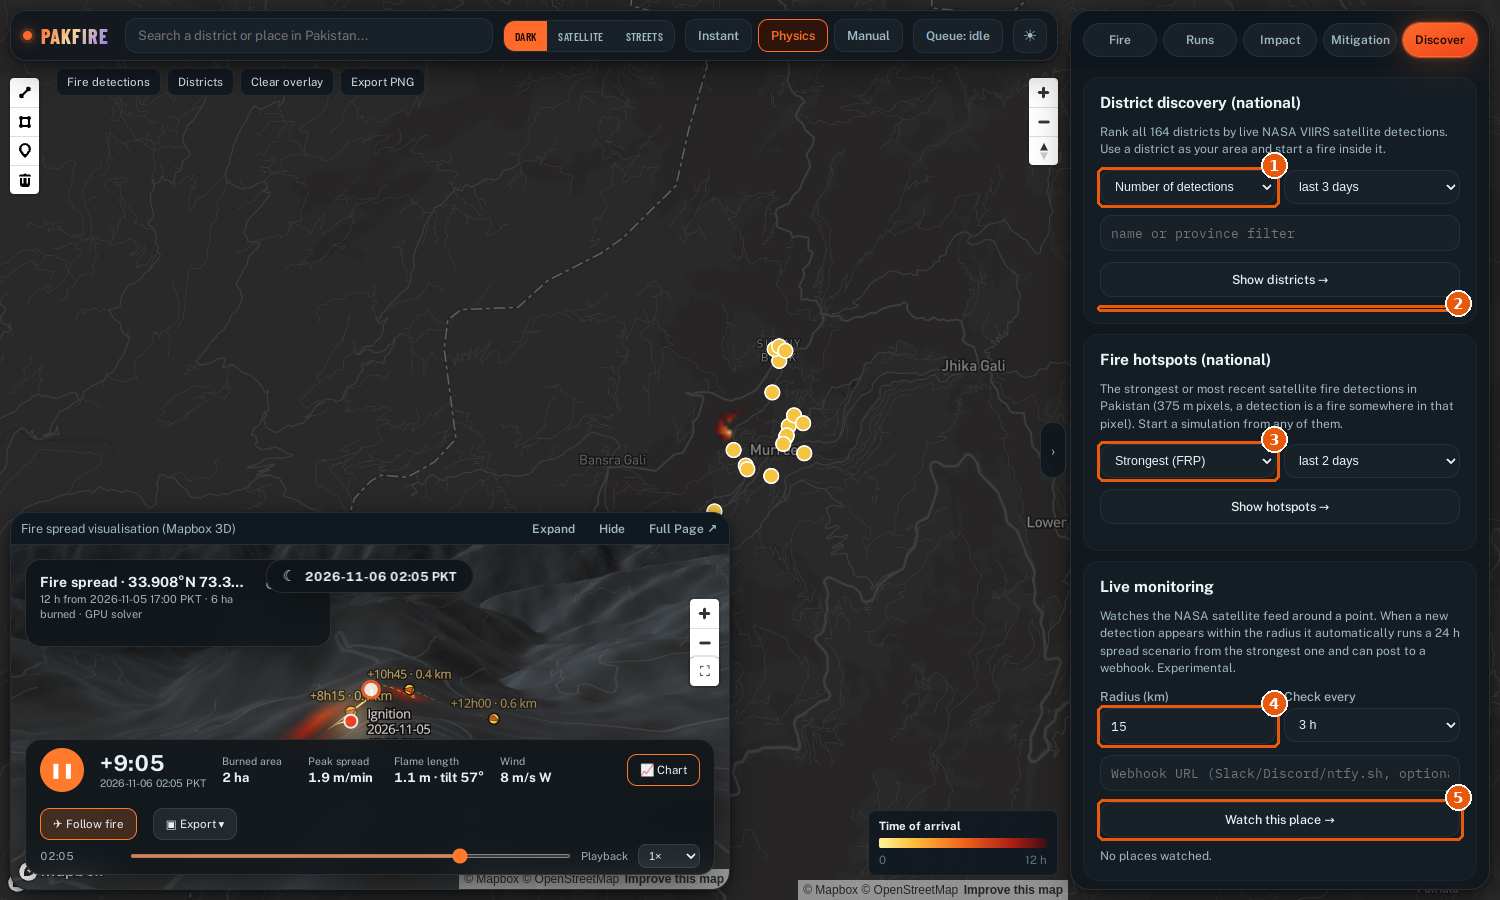 PAKFIRE
Search a district or place in Pakistan...
DARK SATELLITE STREETS
Instant
Physics
Manual
Queue: idle
Fire detections
Districts
Clear overlay
Export PNG
Jhika Gali
Bansra Gali
Lower
Fire spread visualisation (Mapbox 3D)
Expand
Hide
Full Page ↗
Fire spread · 33.908°N 73.3...
12 h from 2026-11-05 17:00 PKT · 6 ha
burned · GPU solver
☾ 2026-11-06 02:05 PKT
+10h45 · 0.4 km
+12h00 · 0.6 km
Ignition
2026-11-05
+9:05
2026-11-06 02:05 PKT
Burned area
2 ha
Peak spread
1.9 m/min
Flame length
1.1 m · tilt 57°
Wind
8 m/s W
Chart
✈ Follow fire
▣ Export ▾
02:05
Playback
1×
© Mapbox © OpenStreetMap Improve this map
Time of arrival
0
12 h
© Mapbox © OpenStreetMap Improve this map
Fire
Runs
Impact
Mitigation
Discover
District discovery (national)
Rank all 164 districts by live NASA VIIRS satellite detections.
Use a district as your area and start a fire inside it.
1
Number of detections
last 3 days
name or province filter
Show districts →
2
Fire hotspots (national)
The strongest or most recent satellite fire detections in
Pakistan (375 m pixels, a detection is a fire somewhere in that
pixel). Start a simulation from any of them.
3
Strongest (FRP)
last 2 days
Show hotspots →
Live monitoring
Watches the NASA satellite feed around a point. When a new
detection appears within the radius it automatically runs a 24 h
spread scenario from the strongest one and can post to a
webhook. Experimental.
Radius (km)
4
Check every
15
3 h
Webhook URL (Slack/Discord/ntfy.sh, optiona
5
Watch this place →
No places watched.